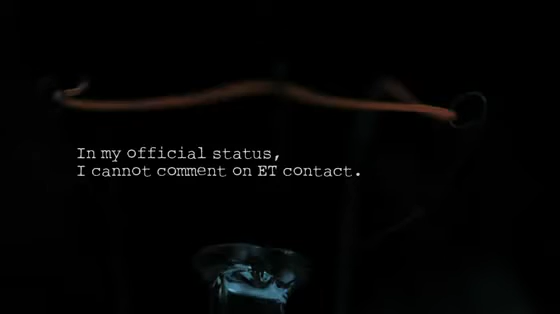 In my official status,
I cannot comment on ET contact.